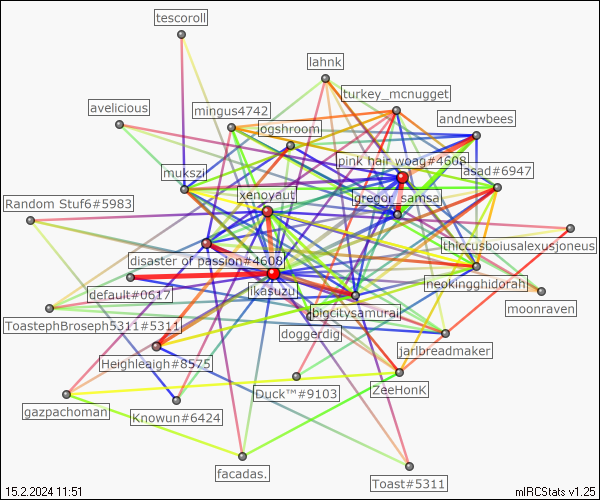 tescoroll
lahnk
turkey_mcnugget
avelicious
mingus4742
andnewbees
ogshroom
pink hair woag#4608
mukszi
asad#6947
xenoyaut
gregor_samsa
Random Stuf6#5983
thiccusboiusalexusjoneus
disaster of passion#4608
neokingghidorah
default#0617
ikasuzu
moonraven
ToastephBroseph5311#5311
bigcitysamurai
doggerdig
jarlbreadmaker
Heighleaigh#8575
ZeeHonK
Duck™#9103
gazpachoman
Knowun#6424
facadas.
Toast#5311
15.2.2024 11:51
mIRCStats v1.25